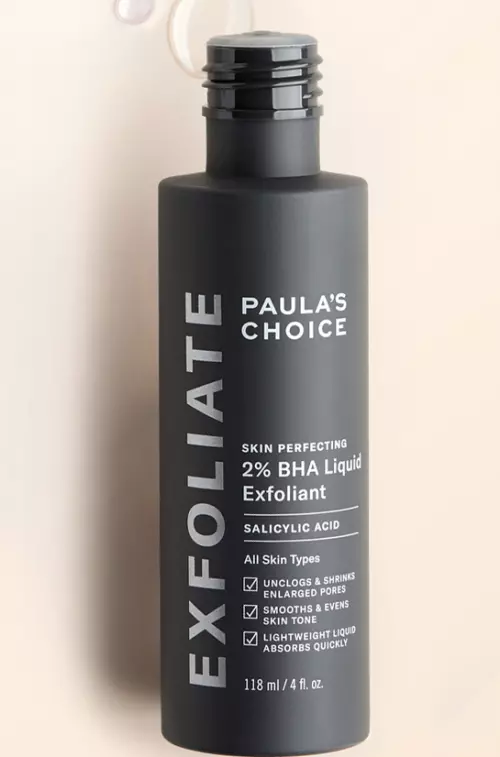 EXFOLIATE
PAULA'S
CHOICE
SKIN PERFECTING
2% BHA Liquid
Exfoliant
SALICYLIC ACID
All Skin Types
UNCLOGS & SHRINKS
ENLARGED PORES
SMOOTHS & EVENS
SKIN TONE
LIGHTWEIGHT LIQUID
ABSORBS QUICKLY
118 ml / 4 fl. oz.